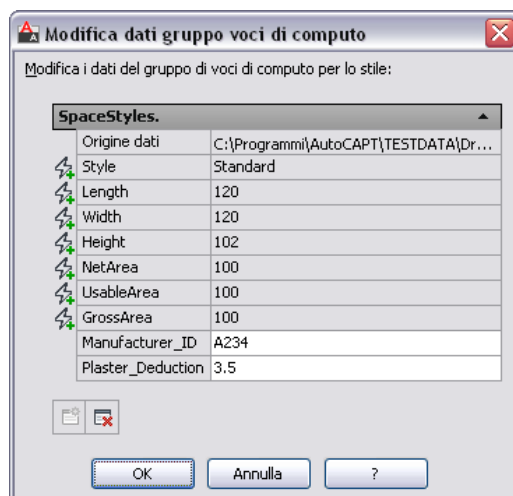 Modifica dati gruppo voci di computo
Modifica i dati del gruppo di voci di computo per lo stile:
SpaceStyles.
Origine dati C:\Programmi\AutoCAPT\TESTDATA\Dr...
Style Standard
Length 120
Width 120
Height 102
NetArea 100
UsableArea 100
GrossArea 100
Manufacturer_ID A234
Plaster_Deduction 3.5
OK Annulla ?